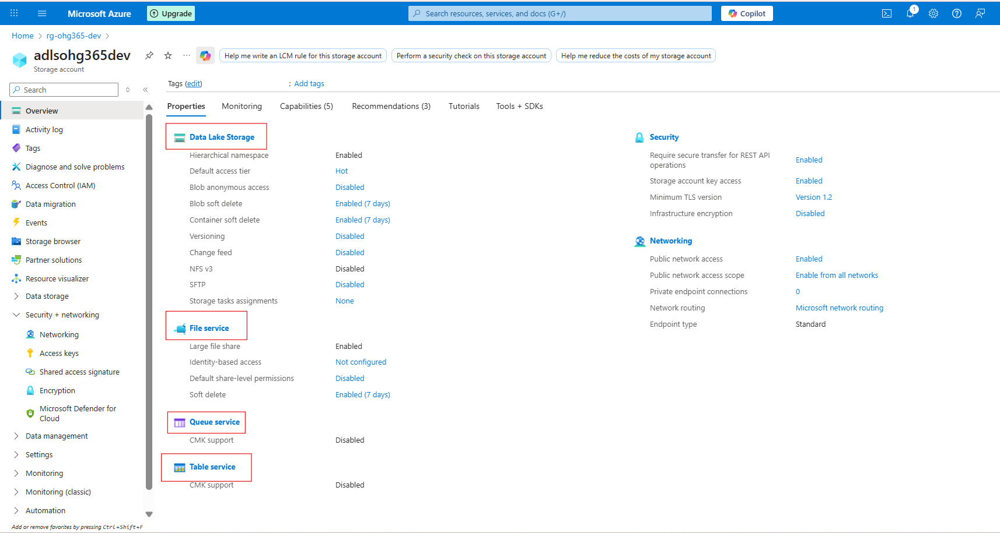 Microsoft Azure
Upgrade
Search resources, services, and docs (G+/)
Copilot
1
Home > rg-ohg365-dev >
adlsohg365dev
Storage account
Help me write an LCM rule for this storage account
Perform a security check on this storage account
Help me reduce the costs of my storage account
Search
Overview
Activity log
Tags
Diagnose and solve problems
Access Control (IAM)
Data migration
Events
Storage browser
Partner solutions
Resource visualizer
Data storage
Security + networking
Networking
Access keys
Shared access signature
Encryption
Microsoft Defender for
Cloud
Data management
Settings
Monitoring
Monitoring (classic)
Automation
Add or remove favorites by pressing Ctrl+Shift+F
Tags (edit) : Add tags
Properties Monitoring Capabilities (5) Recommendations (3) Tutorials Tools + SDKs
Data Lake Storage
Hierarchical namespace Enabled
Default access tier Hot
Blob anonymous access Disabled
Blob soft delete Enabled (7 days)
Container soft delete Enabled (7 days)
Versioning Disabled
Change feed Disabled
NFS v3 Disabled
SFTP Disabled
Storage tasks assignments None
File service
Large file share Enabled
Identity-based access Not configured
Default share-level permissions Disabled
Soft delete Enabled (7 days)
Queue service
CMK support Disabled
Table service
CMK support Disabled
Security
Require secure transfer for REST API
operations Enabled
Storage account key access Enabled
Minimum TLS version Version 1.2
Infrastructure encryption Disabled
Networking
Public network access Enabled
Public network access scope Enable from all networks
Private endpoint connections 0
Network routing Microsoft network routing
Endpoint type Standard